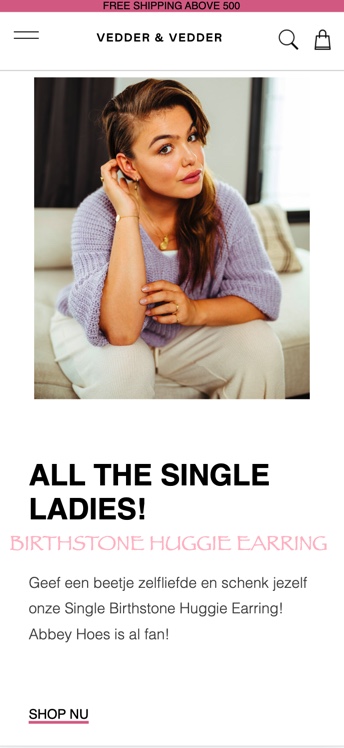 FREE SHIPPING ABOVE 500
VEDDER & VEDDER
ALL THE SINGLE
LADIES!
BIRTHSTONE HUGGIE EARRING
Geef een beetje zelfliefde en schenk jezelf
onze Single Birthstone Huggie Earring!
Abbey Hoes is al fan!
SHOP NU